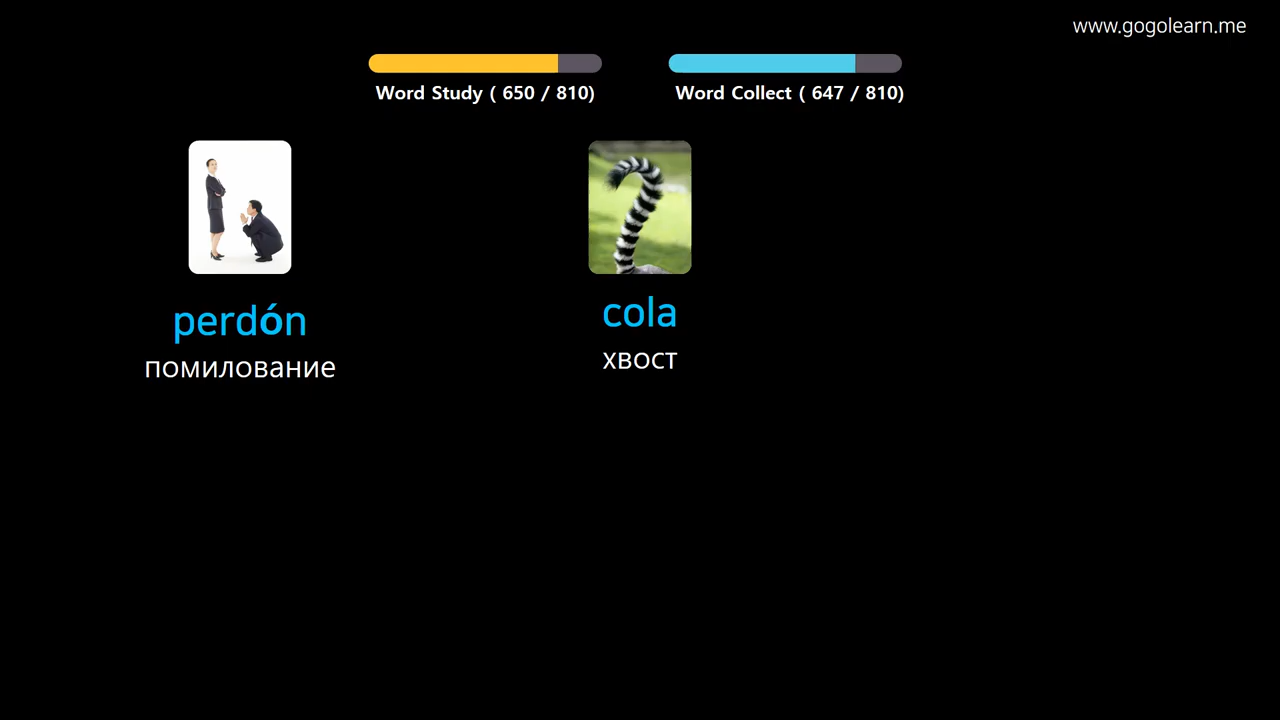 www.gogolearn.me
Word Study ( 650 / 810)
Word Collect ( 647 / 810)
perdón
помилование
cola
хвост